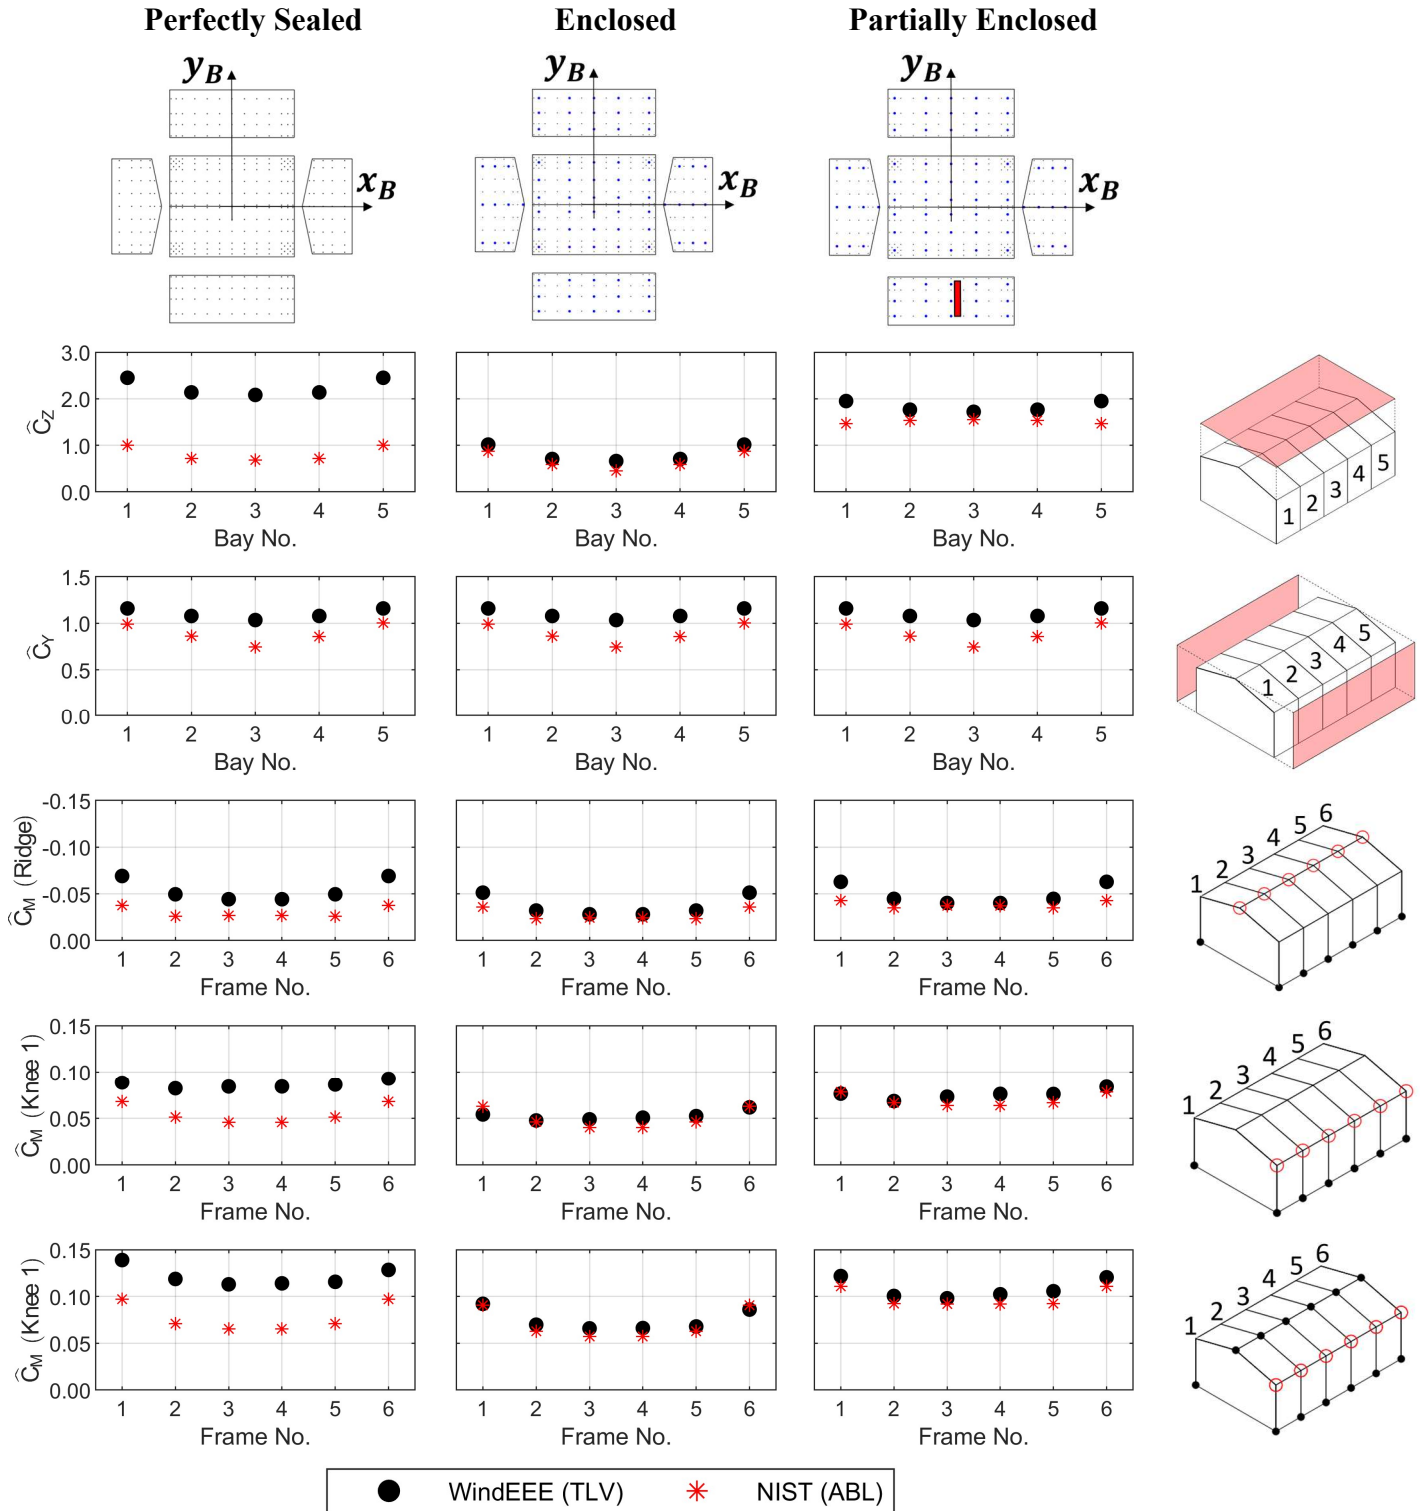 Perfectly Sealed Enclosed Partially Enclosed
y_B y_B y_B
x_B x_B x_B
3.0
2.0
1.0
0.0
Ĉ_Z
1 2 3 4 5 1 2 3 4 5 1 2 3 4 5
Bay No. Bay No. Bay No.
1 2 3 4 5
1.5
1.0
0.5
0.0
Ĉ_Y
1 2 3 4 5 1 2 3 4 5 1 2 3 4 5
Bay No. Bay No. Bay No.
1 2 3 4 5
-0.15
-0.10
-0.05
0.00
Ĉ_M (Ridge)
1 2 3 4 5 6 1 2 3 4 5 6 1 2 3 4 5 6
Frame No. Frame No. Frame No.
1 2 3 4 5 6
0.15
0.10
0.05
0.00
Ĉ_M (Knee 1)
1 2 3 4 5 6 1 2 3 4 5 6 1 2 3 4 5 6
Frame No. Frame No. Frame No.
1 2 3 4 5 6
0.15
0.10
0.05
0.00
Ĉ_M (Knee 1)
1 2 3 4 5 6 1 2 3 4 5 6 1 2 3 4 5 6
Frame No. Frame No. Frame No.
1 2 3 4 5 6
WindEEE (TLV) NIST (ABL)